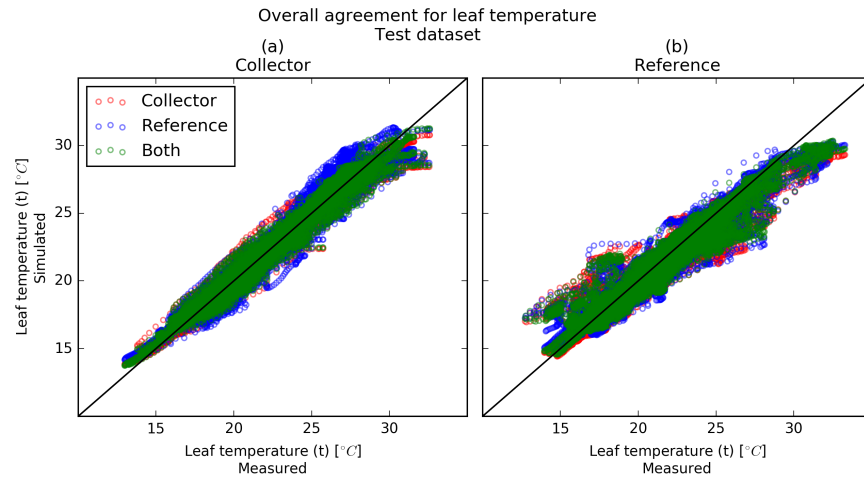 Overall agreement for leaf temperature
Test dataset
(a)
Collector
(b)
Reference
Collector
Reference
Both
30
25
20
15
Leaf temperature (t) [°C]
Simulated
15 20 25 30
15 20 25 30
Leaf temperature (t) [°C]
Measured
Leaf temperature (t) [°C]
Measured